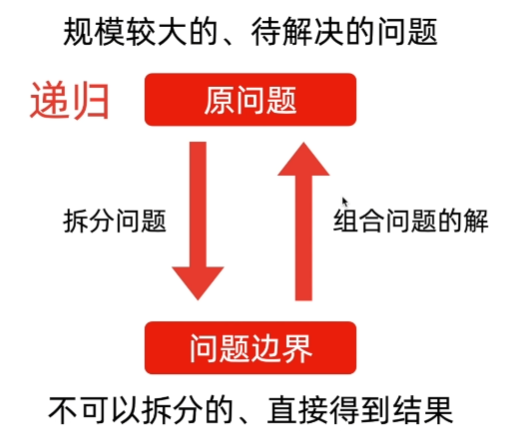 规模较大的、待解决的问题
递归
原问题
拆分问题
组合问题的解
问题边界
不可以拆分的、直接得到结果